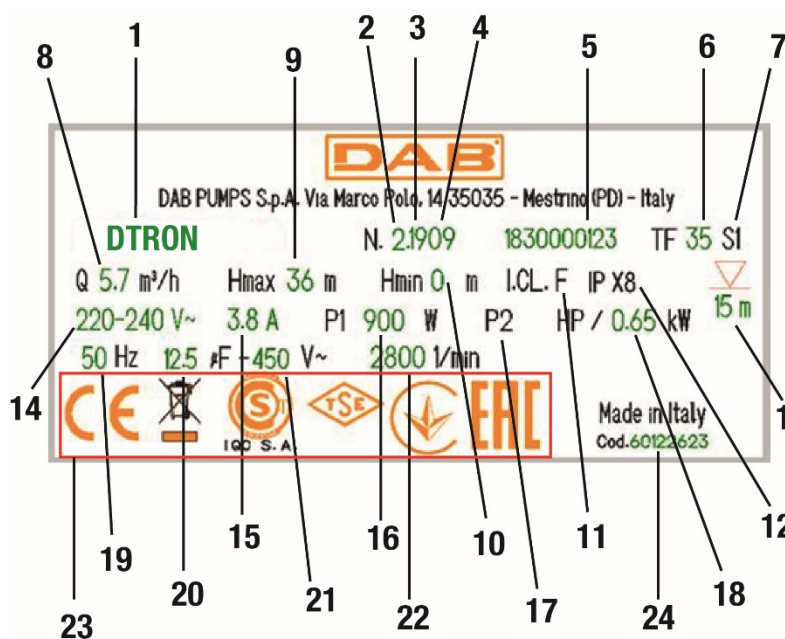 1 2 3 4 5 6 7
8 9
DAB
DAB PUMPS S.p.A. Via Marco Polo, 14 35035 - Mestrino (PD) - Italy
DTRON N. 2.1909 1830000123 TF 35 S1
Q 5.7 m³/h Hmax 36 m Hmin 0 m I.CL. F IP X8
220-240 V~ 3.8 A P1 900 W P2 HP / 0.65 kW 15 m
50 Hz 12.5 µF - 450 V~ 2800 1/min
14 1
CE S T TSE EAC Made in Italy
IQC S. A. Cod.60122623
19 20 15 21 16 22 10 17 11 18 12
23 24